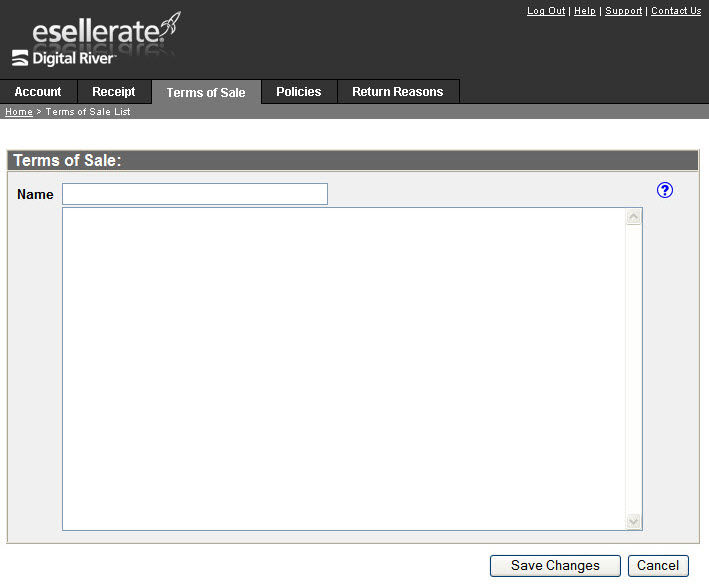 Log Out | Help | Support | Contact Us
esellerate.
Digital River
Account Receipt Terms of Sale Policies Return Reasons
Home > Terms of Sale List
Terms of Sale:
Name
?
Save Changes Cancel